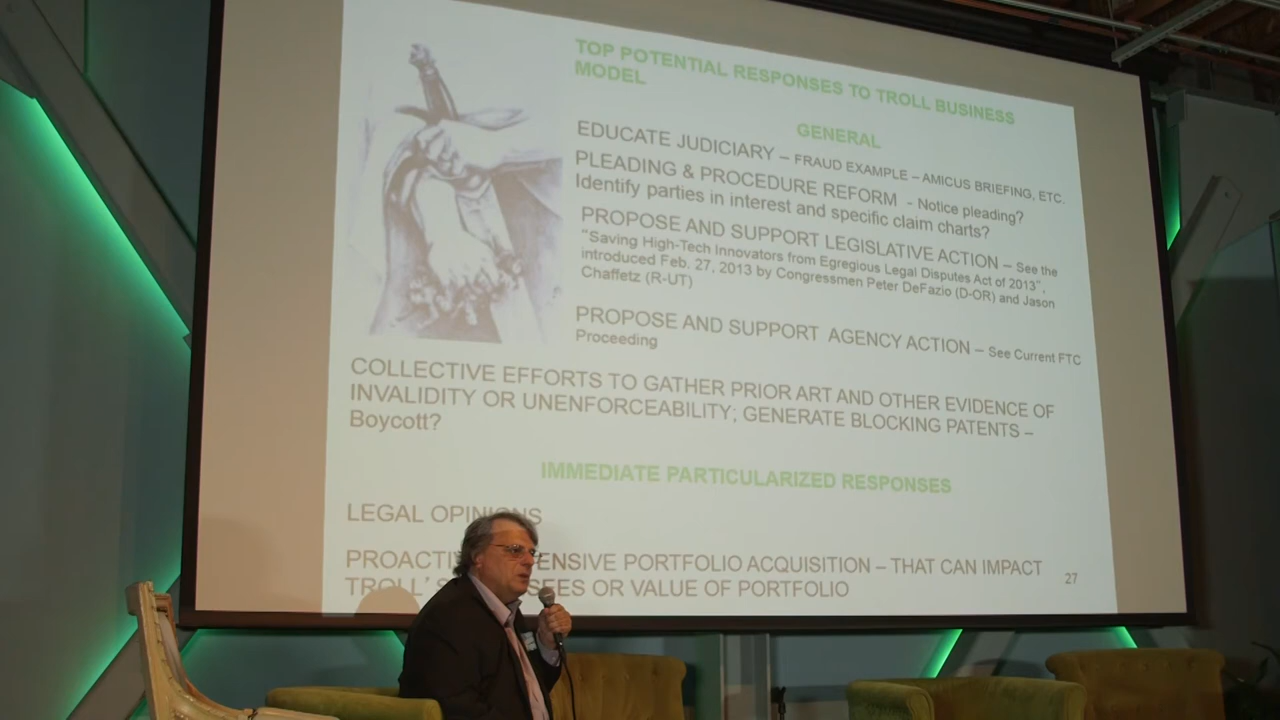 TOP POTENTIAL RESPONSES TO TROLL BUSINESS
MODEL
GENERAL
EDUCATE JUDICIARY – FRAUD EXAMPLE – AMICUS BRIEFING, ETC.
PLEADING & PROCEDURE REFORM - Notice pleading?
Identify parties in interest and specific claim charts?
PROPOSE AND SUPPORT LEGISLATIVE ACTION – See the
"Saving High-Tech Innovators from Egregious Legal Disputes Act of 2013",
introduced Feb. 27, 2013 by Congressmen Peter DeFazio (D-OR) and Jason
Chaffetz (R-UT)
PROPOSE AND SUPPORT AGENCY ACTION – See Current FTC
Proceeding
COLLECTIVE EFFORTS TO GATHER PRIOR ART AND OTHER EVIDENCE OF
INVALIDITY OR UNENFORCEABILITY; GENERATE BLOCKING PATENTS –
Boycott?
IMMEDIATE PARTICULARIZED RESPONSES
LEGAL OPINIONS
PORTFOLIO ACQUISITION – THAT CAN IMPACT
TROLL'S OR VALUE OF PORTFOLIO
27